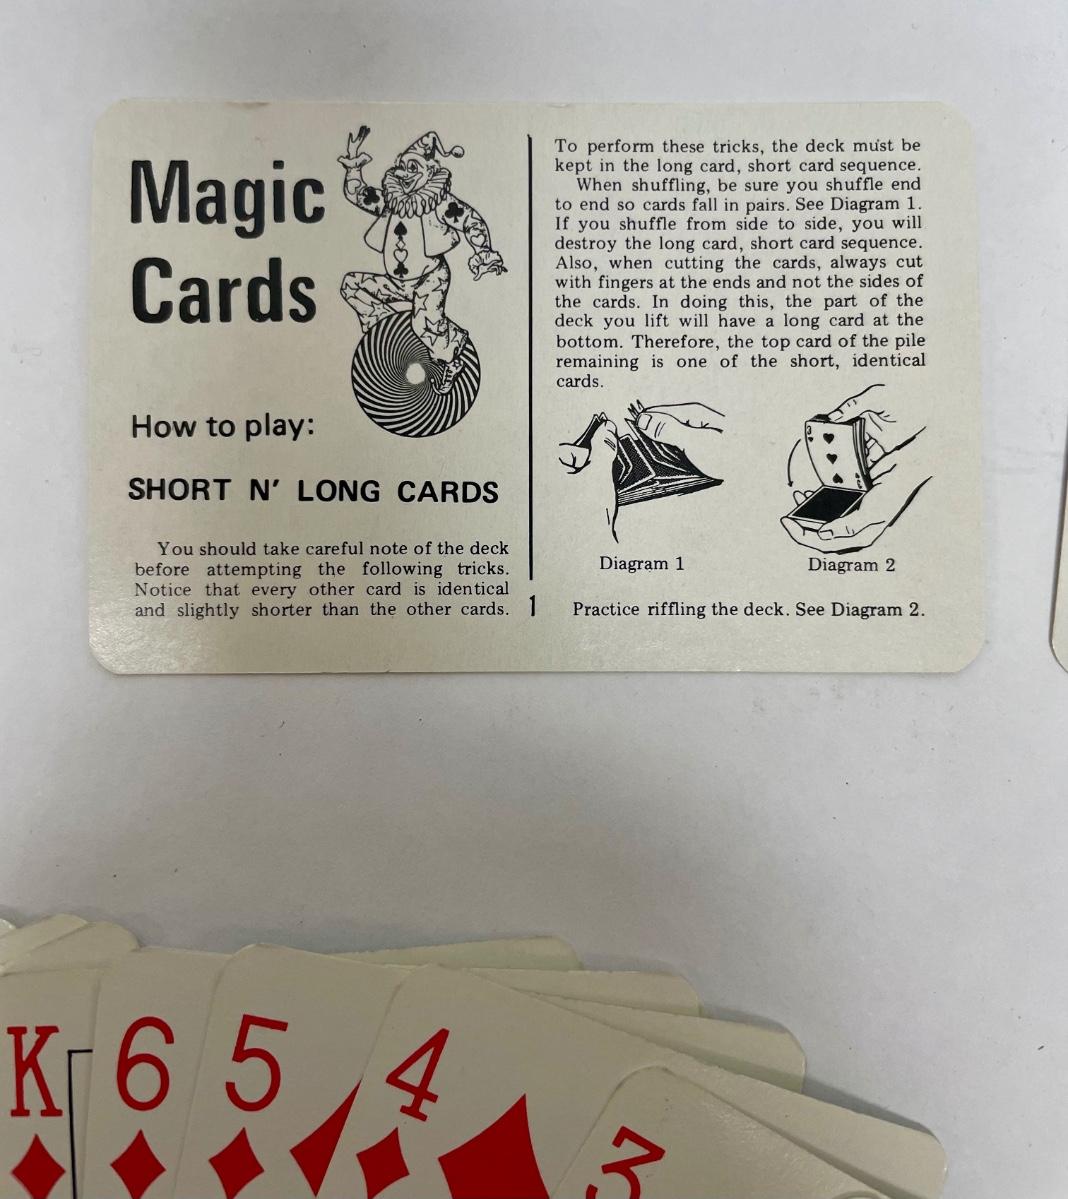 Magic
Cards
How to play:
SHORT N' LONG CARDS
You should take careful note of the deck
before attempting the following tricks.
Notice that every other card is identical
and slightly shorter than the other cards.
1
To perform these tricks, the deck must be
kept in the long card, short card sequence.
When shuffling, be sure you shuffle end
to end so cards fall in pairs. See Diagram 1.
If you shuffle from side to side, you will
destroy the long card, short card sequence.
Also, when cutting the cards, always cut
with fingers at the ends and not the sides of
the cards. In doing this, the part of the
deck you lift will have a long card at the
bottom. Therefore, the top card of the pile
remaining is one of the short, identical
cards.
3
Diagram 1
Diagram 2
Practice riffling the deck. See Diagram 2.
K
6
5
4
3